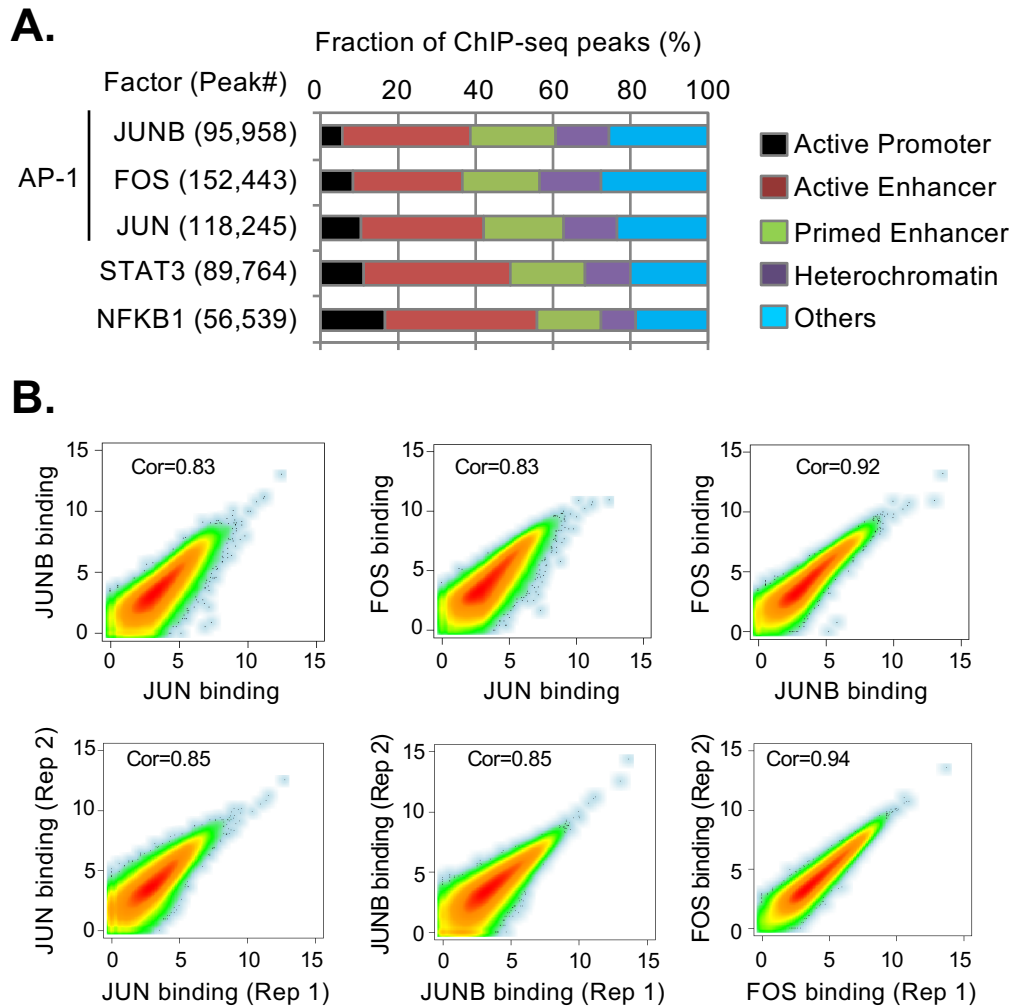 A.
Fraction of ChIP-seq peaks (%)
Factor (Peak#)
0 20 40 60 80 100
AP-1
JUNB (95,958)
FOS (152,443)
JUN (118,245)
STAT3 (89,764)
NFKB1 (56,539)
Active Promoter
Active Enhancer
Primed Enhancer
Heterochromatin
Others
B.
15
10
5
0
JUNB binding
Cor=0.83
0 5 10 15
JUN binding
15
10
5
0
FOS binding
Cor=0.83
0 5 10 15
JUN binding
15
10
5
0
FOS binding
Cor=0.92
0 5 10 15
JUNB binding
15
10
5
0
JUN binding (Rep 2)
Cor=0.85
0 5 10 15
JUN binding (Rep 1)
15
10
5
0
JUNB binding (Rep 2)
Cor=0.85
0 5 10 15
JUNB binding (Rep 1)
15
10
5
0
FOS binding (Rep 2)
Cor=0.94
0 5 10 15
FOS binding (Rep 1)